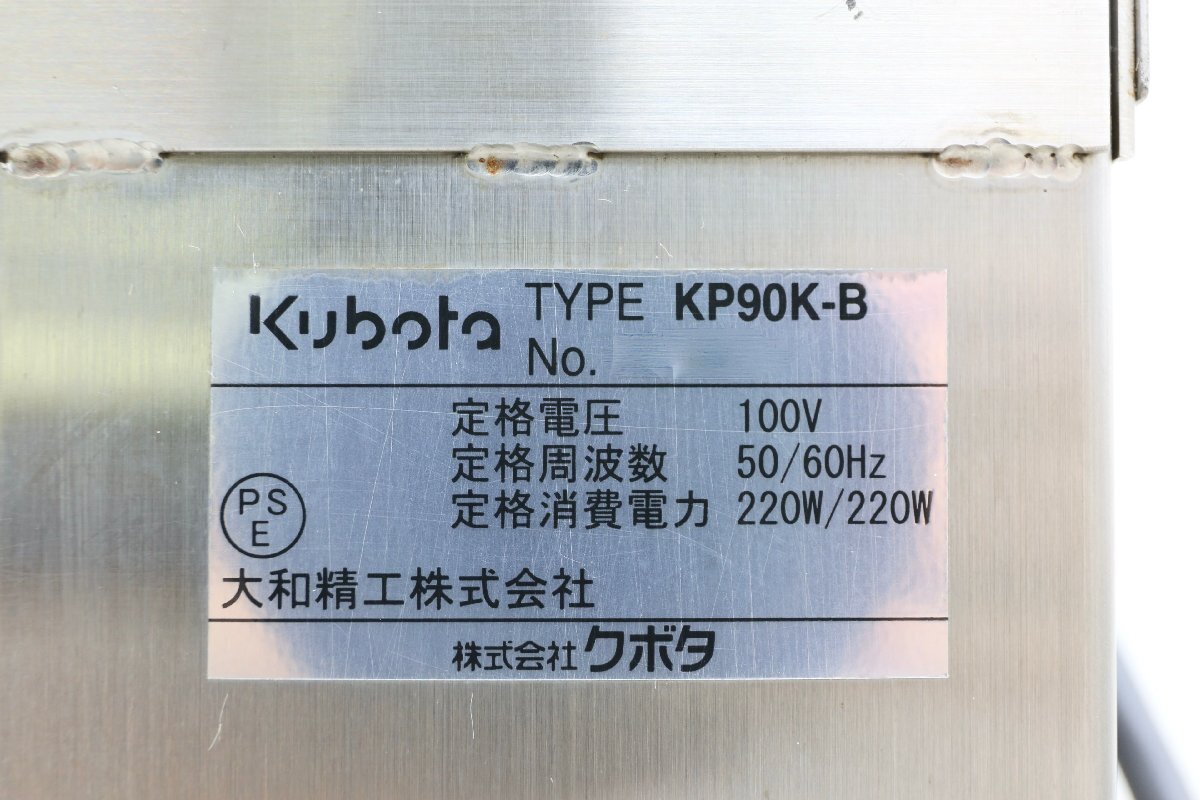 Kubota TYPE KP90K-B
No.
定格電圧 100V
定格周波数 50/60Hz
定格消費電力 220W/220W
PS
E
大和精工株式会社
株式会社クボタ